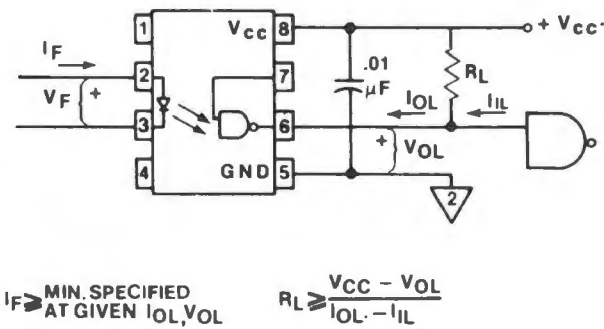 1
VCC
8
+ VCC.
IF
2
7
.01
μF
RL
VF
+
IOL
IIL
3
6
+
VOL
4
GND
5
2
IF ≥ MIN. SPECIFIED
AT GIVEN IOL, VOL
RL ≥ VCC - VOL
IOL. - IIL